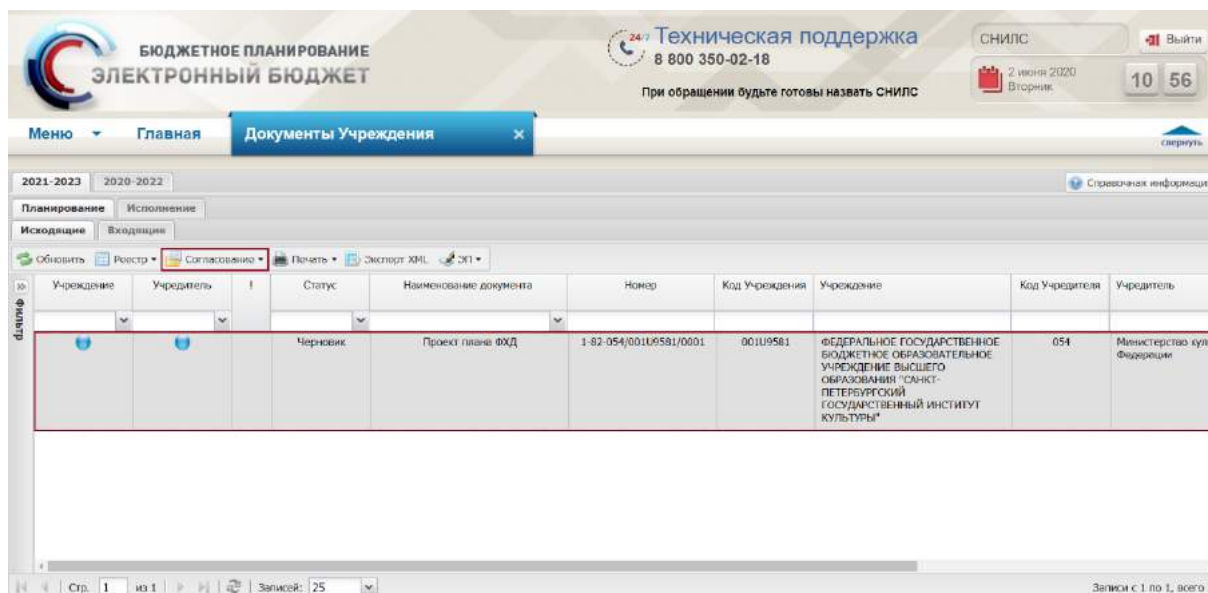 БЮДЖЕТНОЕ ПЛАНИРОВАНИЕ
ЭЛЕКТРОННЫЙ БЮДЖЕТ
24/7 Техническая поддержка
8 800 350-02-18
При обращении будьте готовы назвать СНИЛС
СНИЛС
Выйти
2 июня 2020
Вторник
10 56
Меню Главная Документы Учреждения ×
свернуть
2021-2023 2020-2022
Справочная информаци
Планирование Исполнение
Исходящие Входящие
Обновить Реестр Согласование Печать Экспорт XML ЭП
Фильтр
Учреждение Учредитель ! Статус Наименование документа Номер Код Учреждения Учреждение Код Учредителя Учредитель
Черновик Проект плана ФХД 1-82-054/001U9581/0001 001U9581 ФЕДЕРАЛЬНОЕ ГОСУДАРСТВЕННОЕ 054 Министерство кул
БЮДЖЕТНОЕ ОБРАЗОВАТЕЛЬНОЕ Федерации
УЧРЕЖДЕНИЕ ВЫСШЕГО
ОБРАЗОВАНИЯ "САНКТ-
ПЕТЕРБУРГСКИЙ
ГОСУДАРСТВЕННЫЙ ИНСТИТУТ
КУЛЬТУРЫ"
Стр. 1 из 1 Записей: 25
Записи с 1 по 1, всего